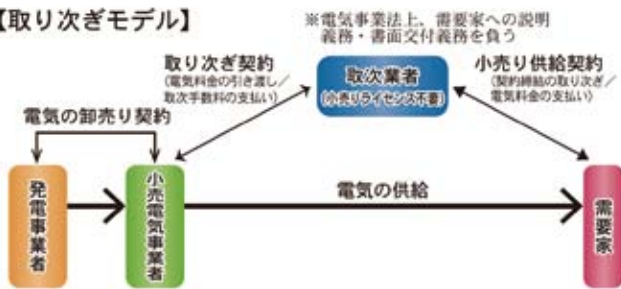 【取り次ぎモデル】
※電気事業法上，需要家への説明
義務・書面交付義務を負う
取り次ぎ契約
（電気料金の引き渡し／
取次手数料の支払い）
取次業者
（小売りライセンス不要）
小売り供給契約
（契約締結の取り次ぎ／
電気料金の支払い）
電気の卸売り契約
発電事業者
小売電気事業者
電気の供給
需要家